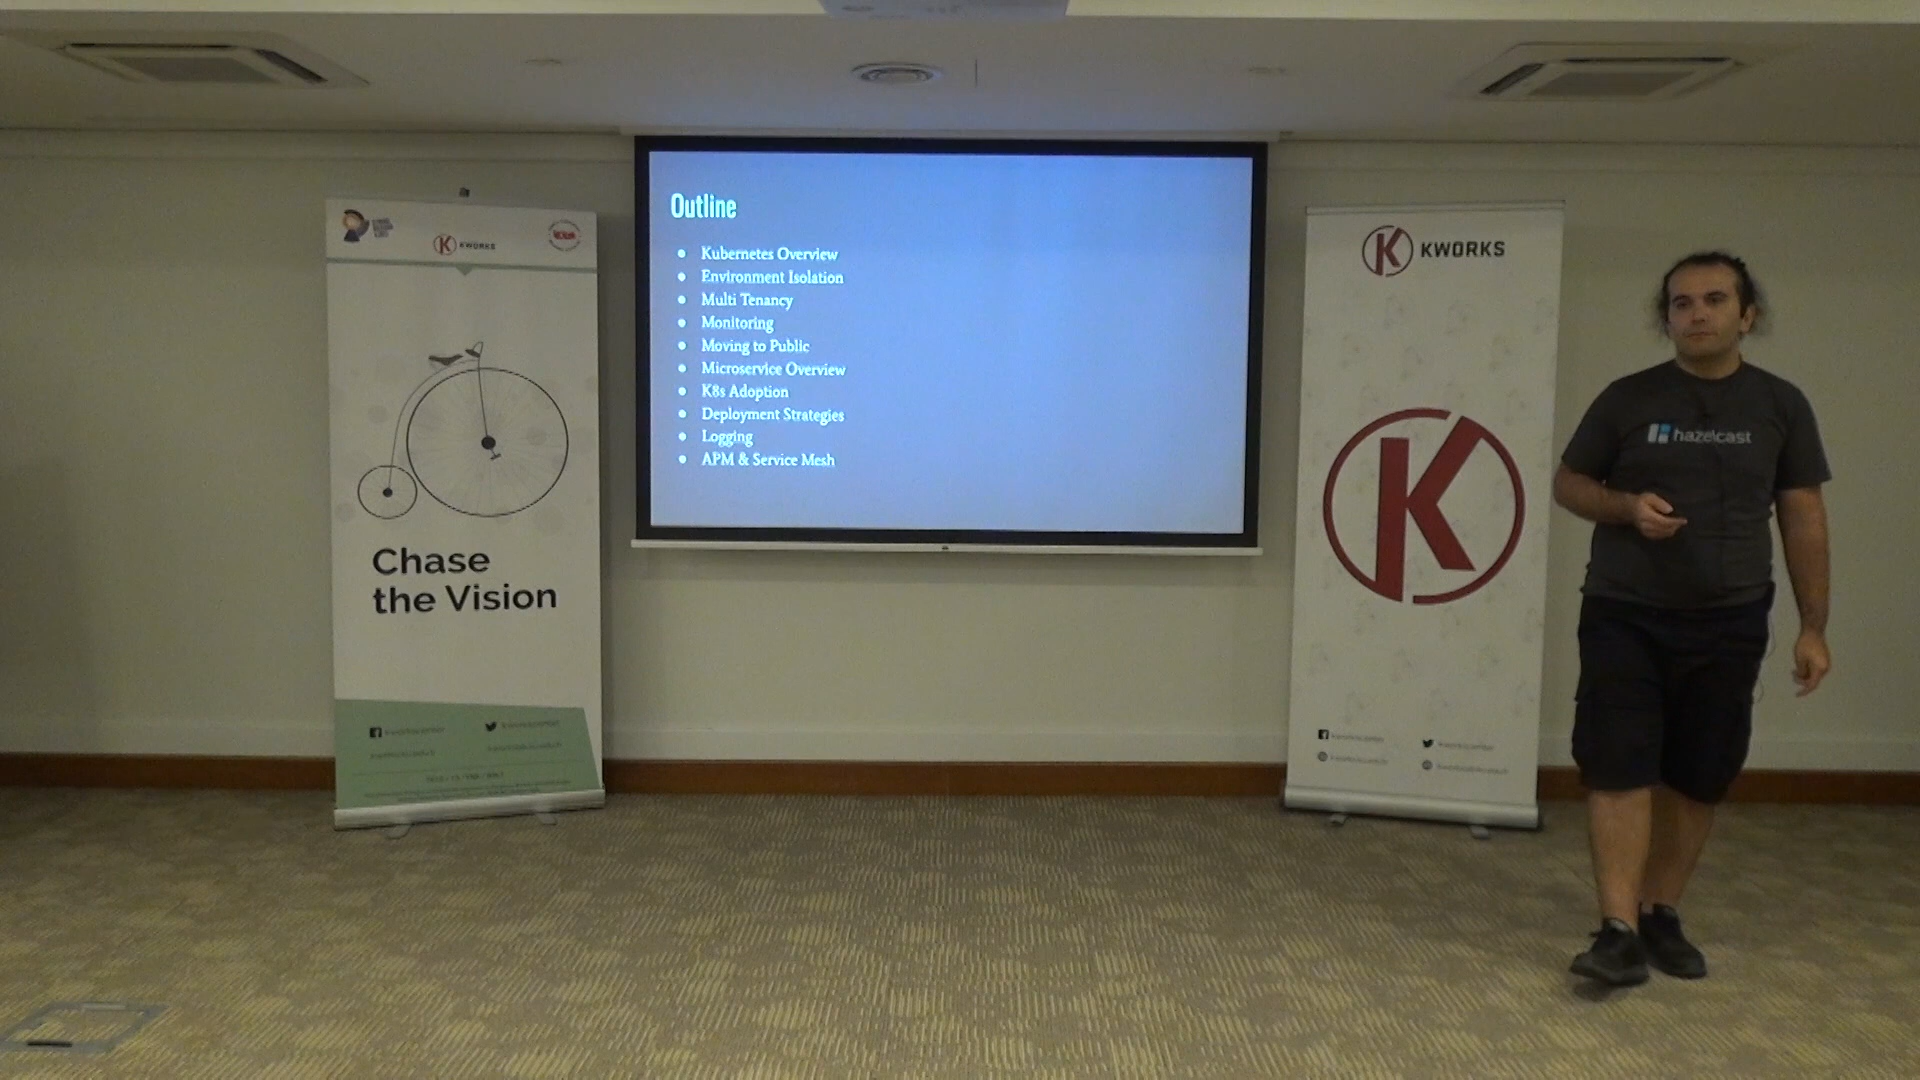 KWORKS
Chase
the Vision
Outline
Kubernetes Overview
Environment Isolation
Multi Tenancy
Monitoring
Moving to Public
Microservice Overview
K8s Adoption
Deployment Strategies
Logging
APM & Service Mesh
KWORKS
hazelcast